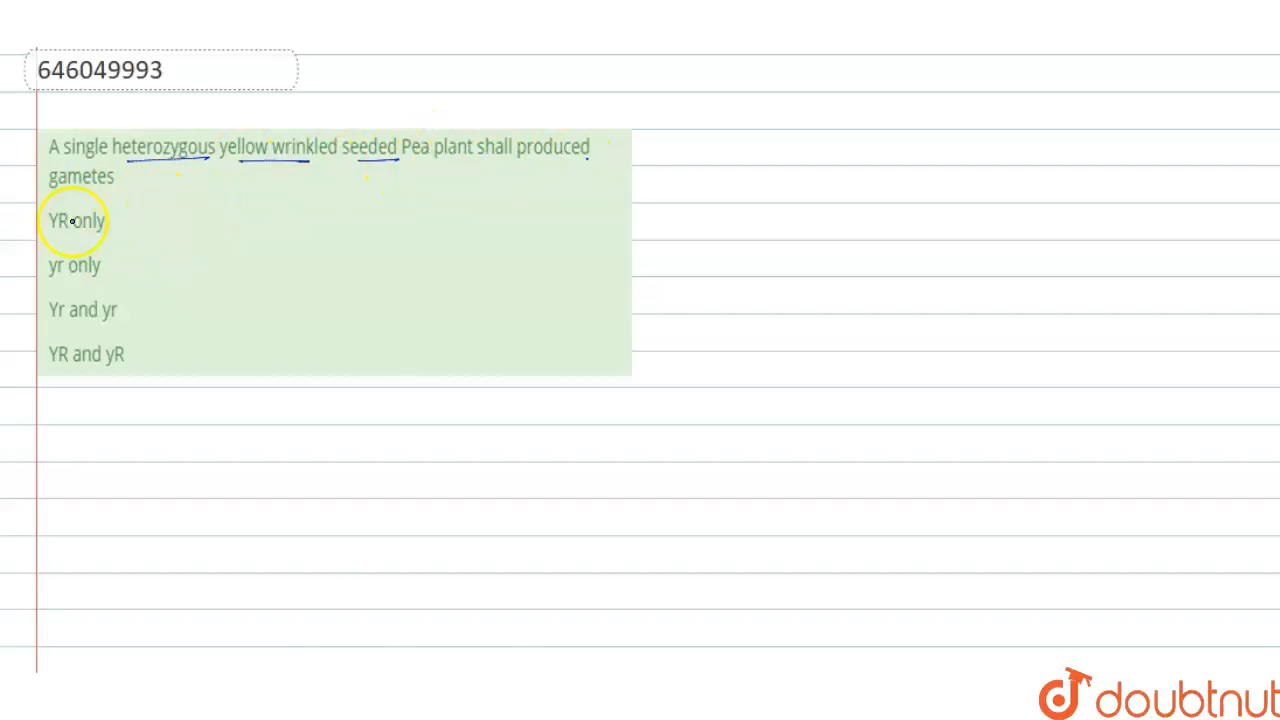 646049993
A single heterozygous yellow wrinkled seeded Pea plant shall produced
gametes
YR only
yr only
Yr and yr
YR and yR
doubtnut